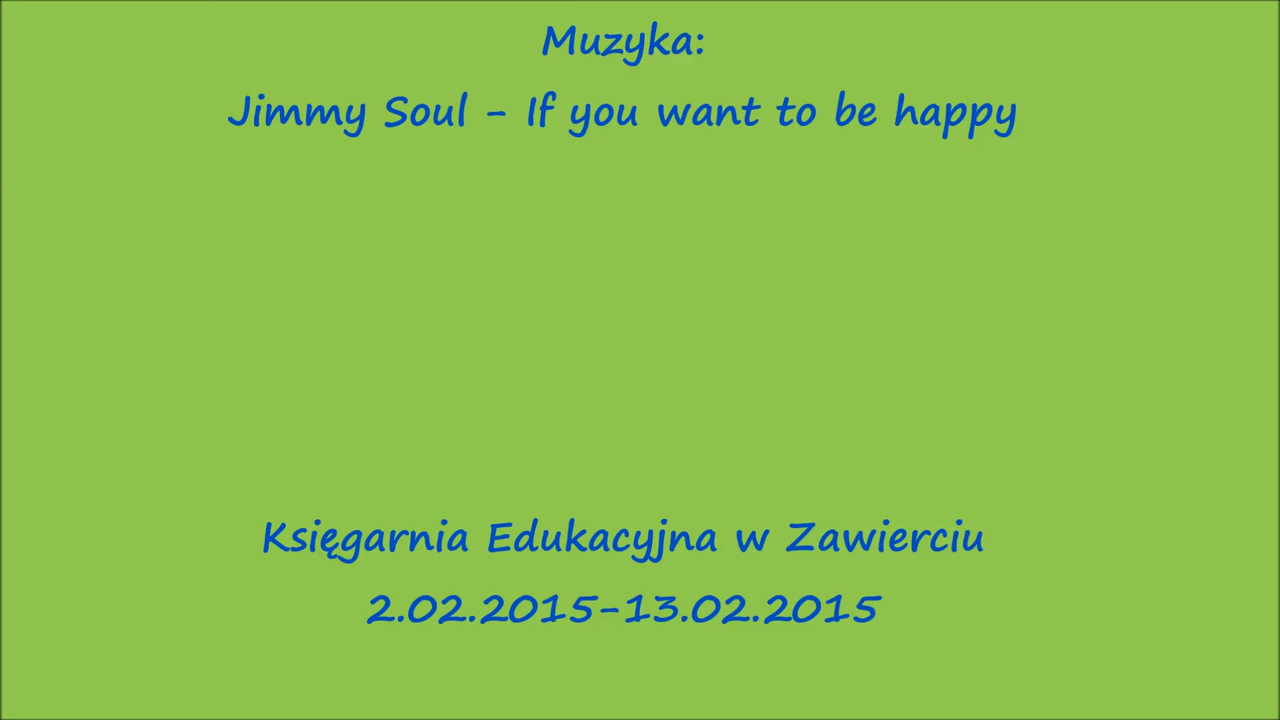 Muzyka:
Jimmy Soul - If you want to be happy
Księgarnia Edukacyjna w Zawierciu
2.02.2015-13.02.2015